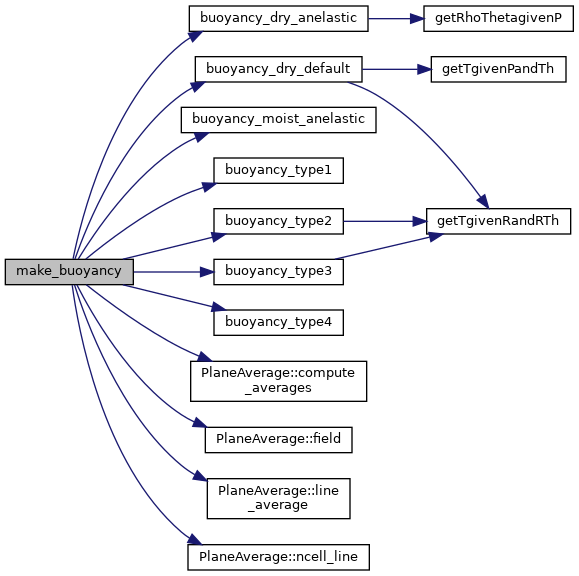 buoyancy_dry_anelastic
getRhoThetagivenP
buoyancy_dry_default
getTgivenPandTh
buoyancy_moist_anelastic
buoyancy_type1
buoyancy_type2
getTgivenRandRTh
make_buoyancy
buoyancy_type3
buoyancy_type4
PlaneAverage::compute
_averages
PlaneAverage::field
PlaneAverage::line
_average
PlaneAverage::ncell_line